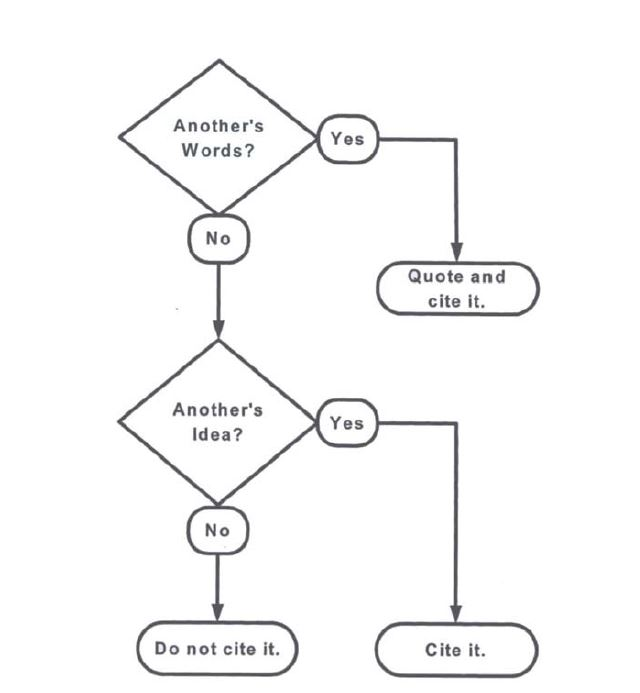 Another's
Words?
Yes
No
Quote and
cite it.
Another's
Idea?
Yes
No
Do not cite it.
Cite it.